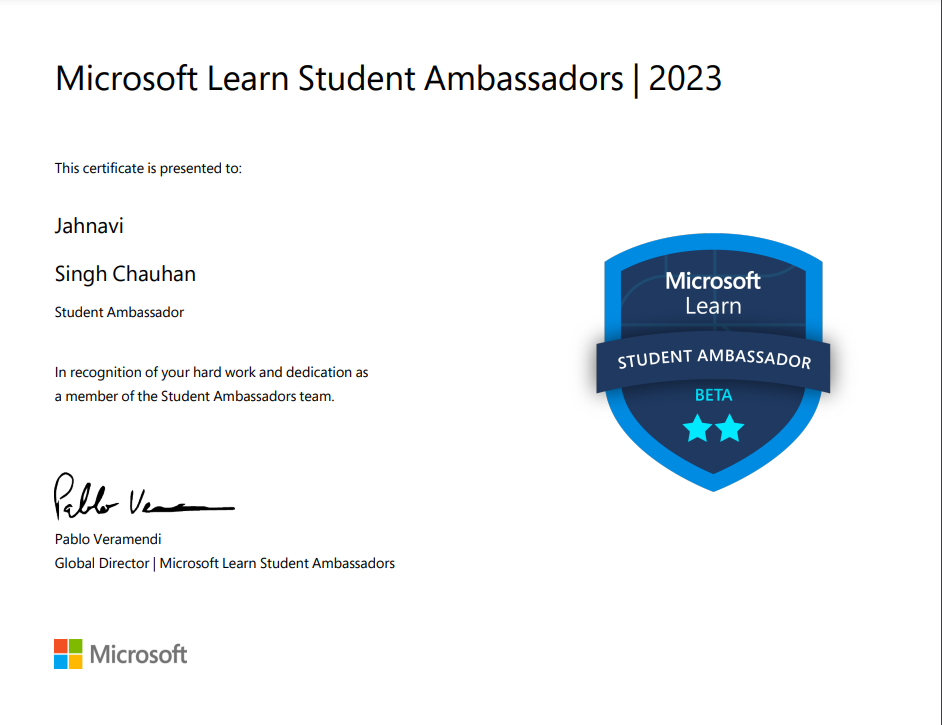 Microsoft Learn Student Ambassadors | 2023
This certificate is presented to:
Jahnavi
Singh Chauhan
Student Ambassador
In recognition of your hard work and dedication as
a member of the Student Ambassadors team.
Microsoft
Learn
STUDENT AMBASSADOR
BETA
Pablo Vera
Pablo Veramendi
Global Director | Microsoft Learn Student Ambassadors
Microsoft